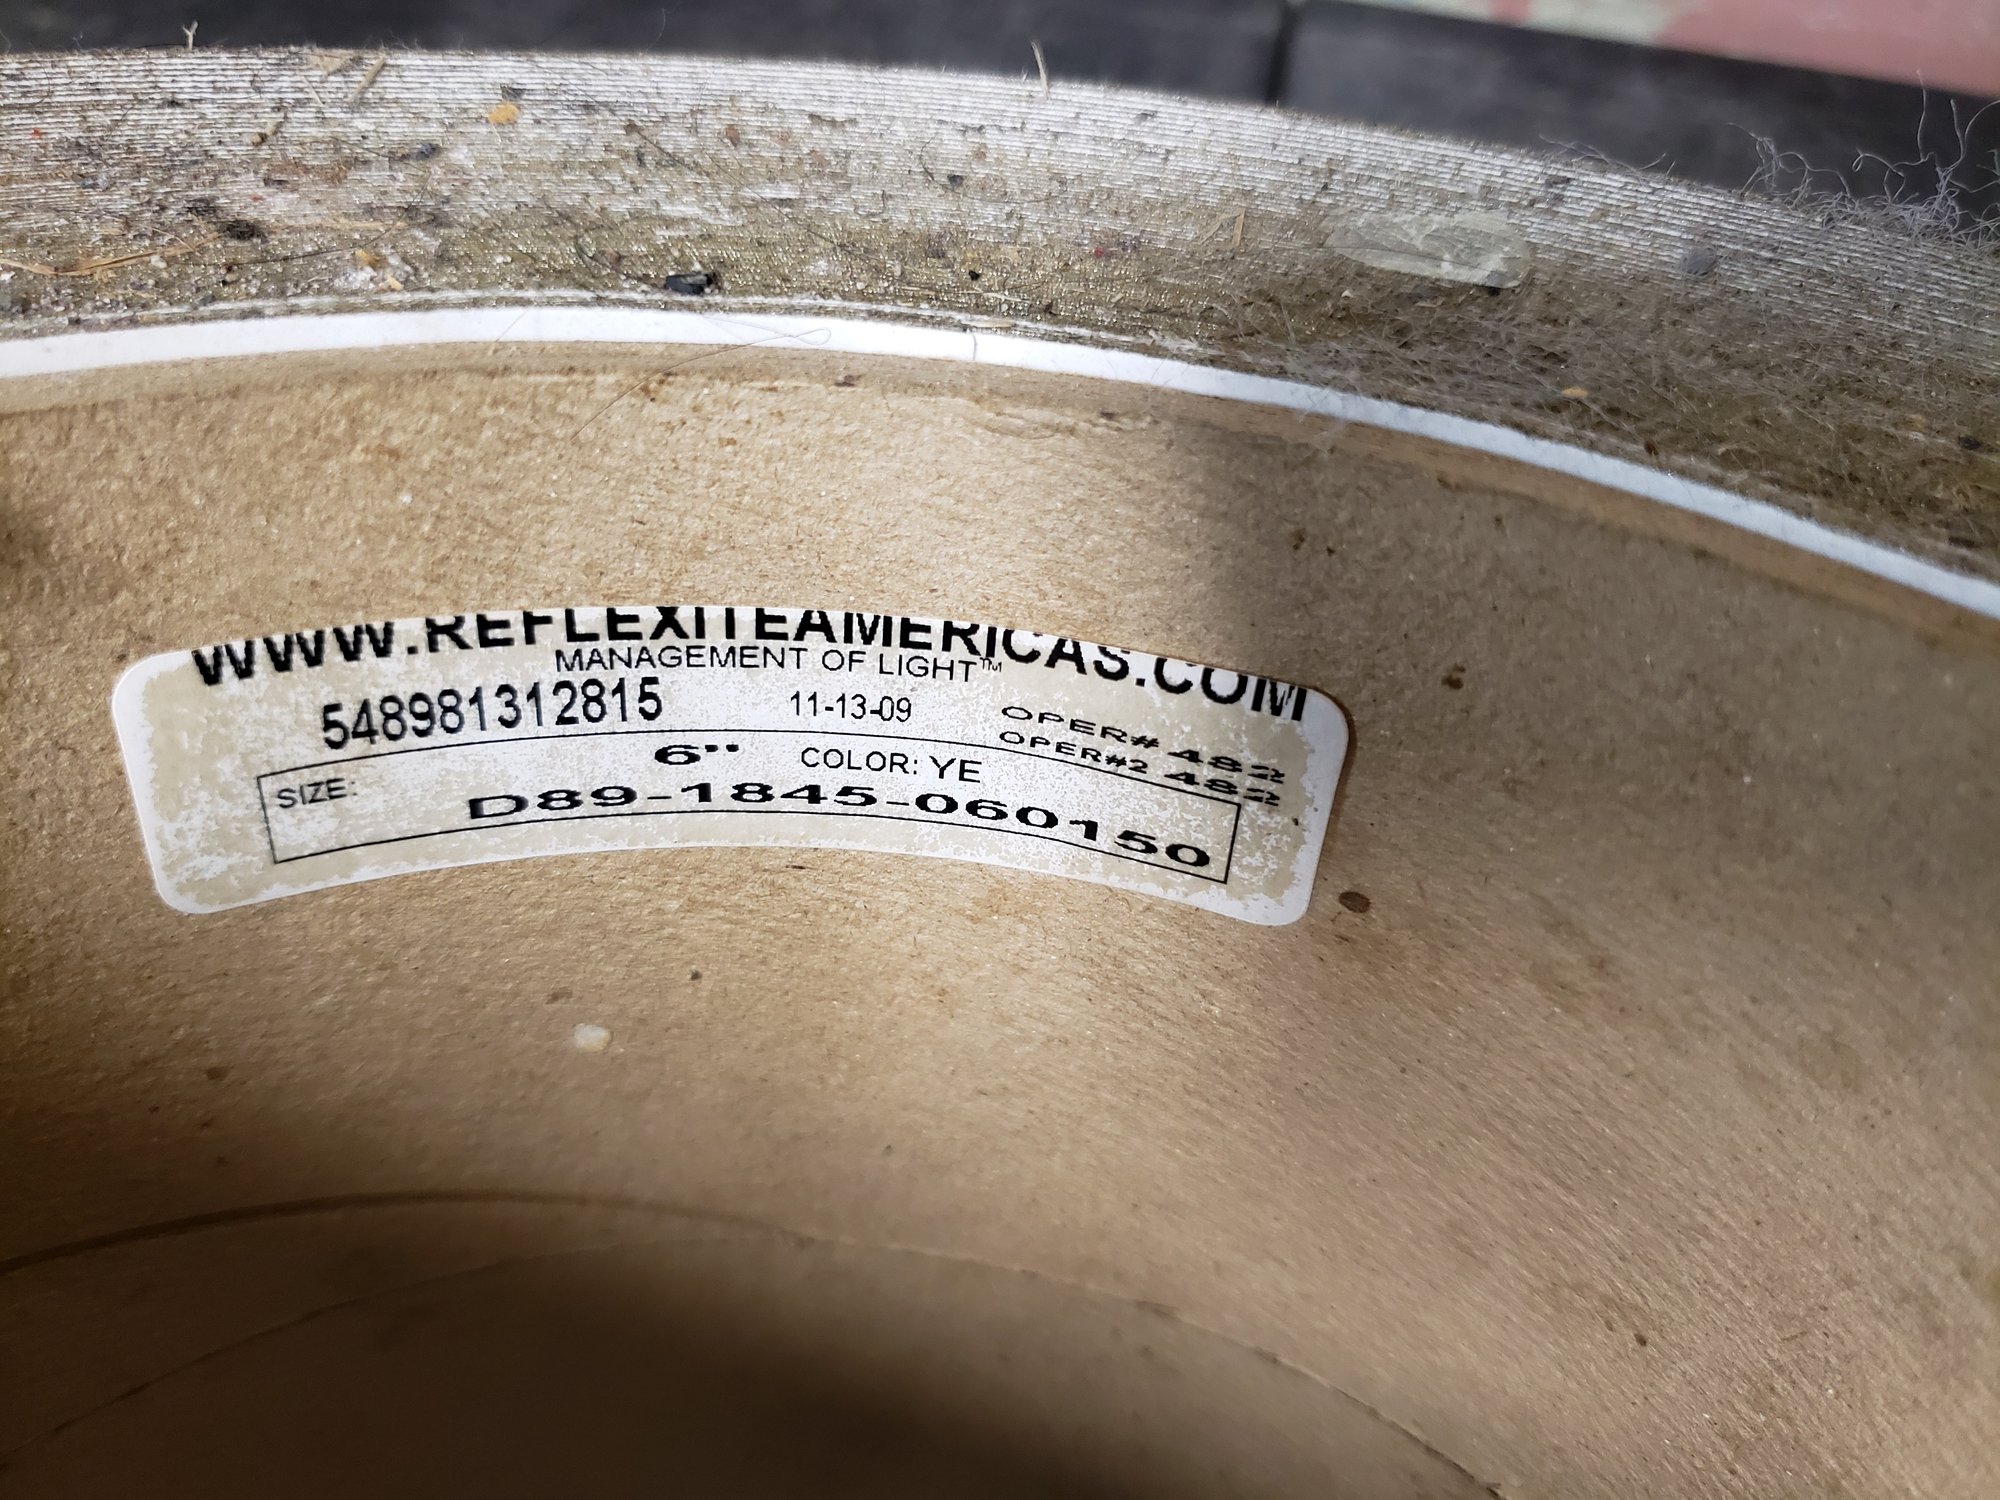 WWW.REFLEXITEAMERICAS.COM
MANAGEMENT OF LIGHT™
548981312815 11-13-09 OPER# 482
OPER#2 482
SIZE: 6" COLOR: YE
D89-1845-060150